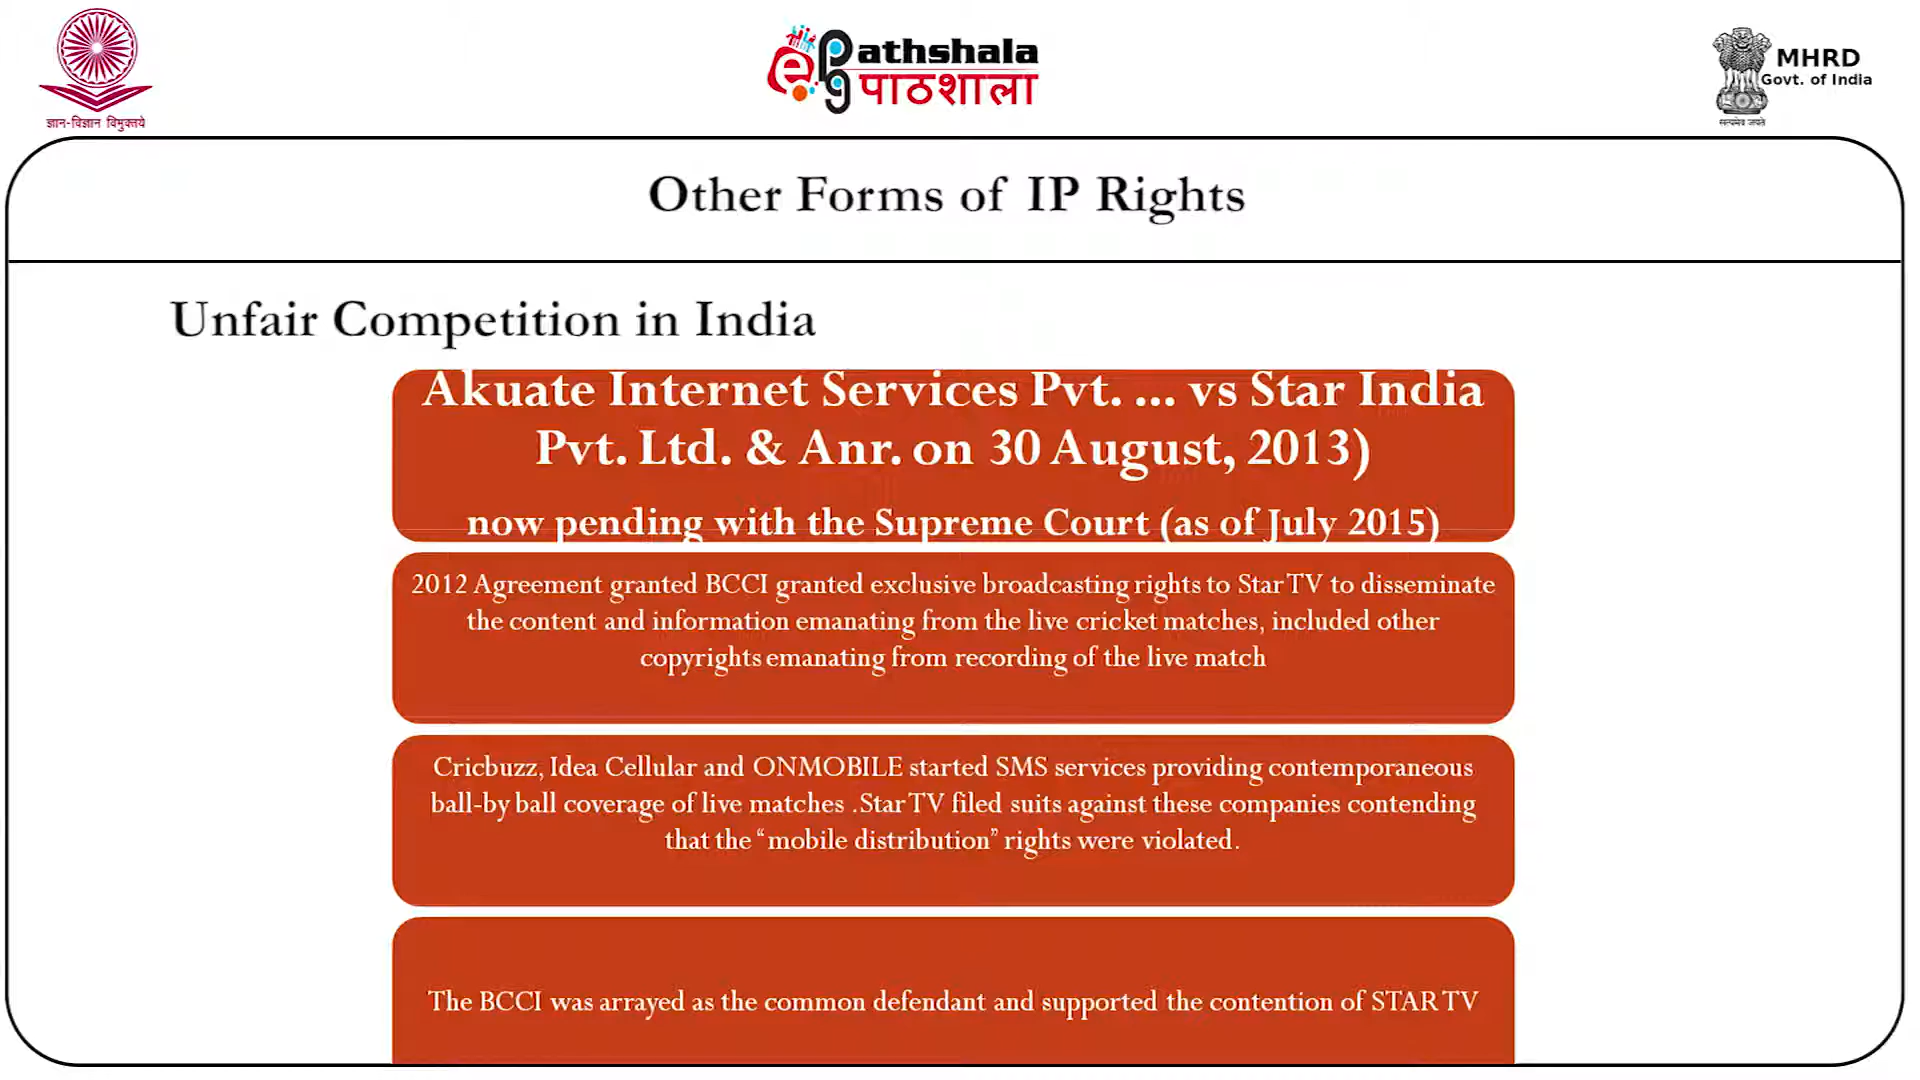 ज्ञान-विज्ञान विमुक्तये
ePg Pathshala
पाठशाला
MHRD
Govt. of India
सत्यमेव जयते
Other Forms of IP Rights
Unfair Competition in India
Akuate Internet Services Pvt. ... vs Star India
Pvt. Ltd. & Anr. on 30 August, 2013)
now pending with the Supreme Court (as of July 2015)
2012 Agreement granted BCCI granted exclusive broadcasting rights to Star TV to disseminate
the content and information emanating from the live cricket matches, included other
copyrights emanating from recording of the live match
Cricbuzz, Idea Cellular and ONMOBILE started SMS services providing contemporaneous
ball-by ball coverage of live matches .Star TV filed suits against these companies contending
that the “mobile distribution” rights were violated.
The BCCI was arrayed as the common defendant and supported the contention of STAR TV